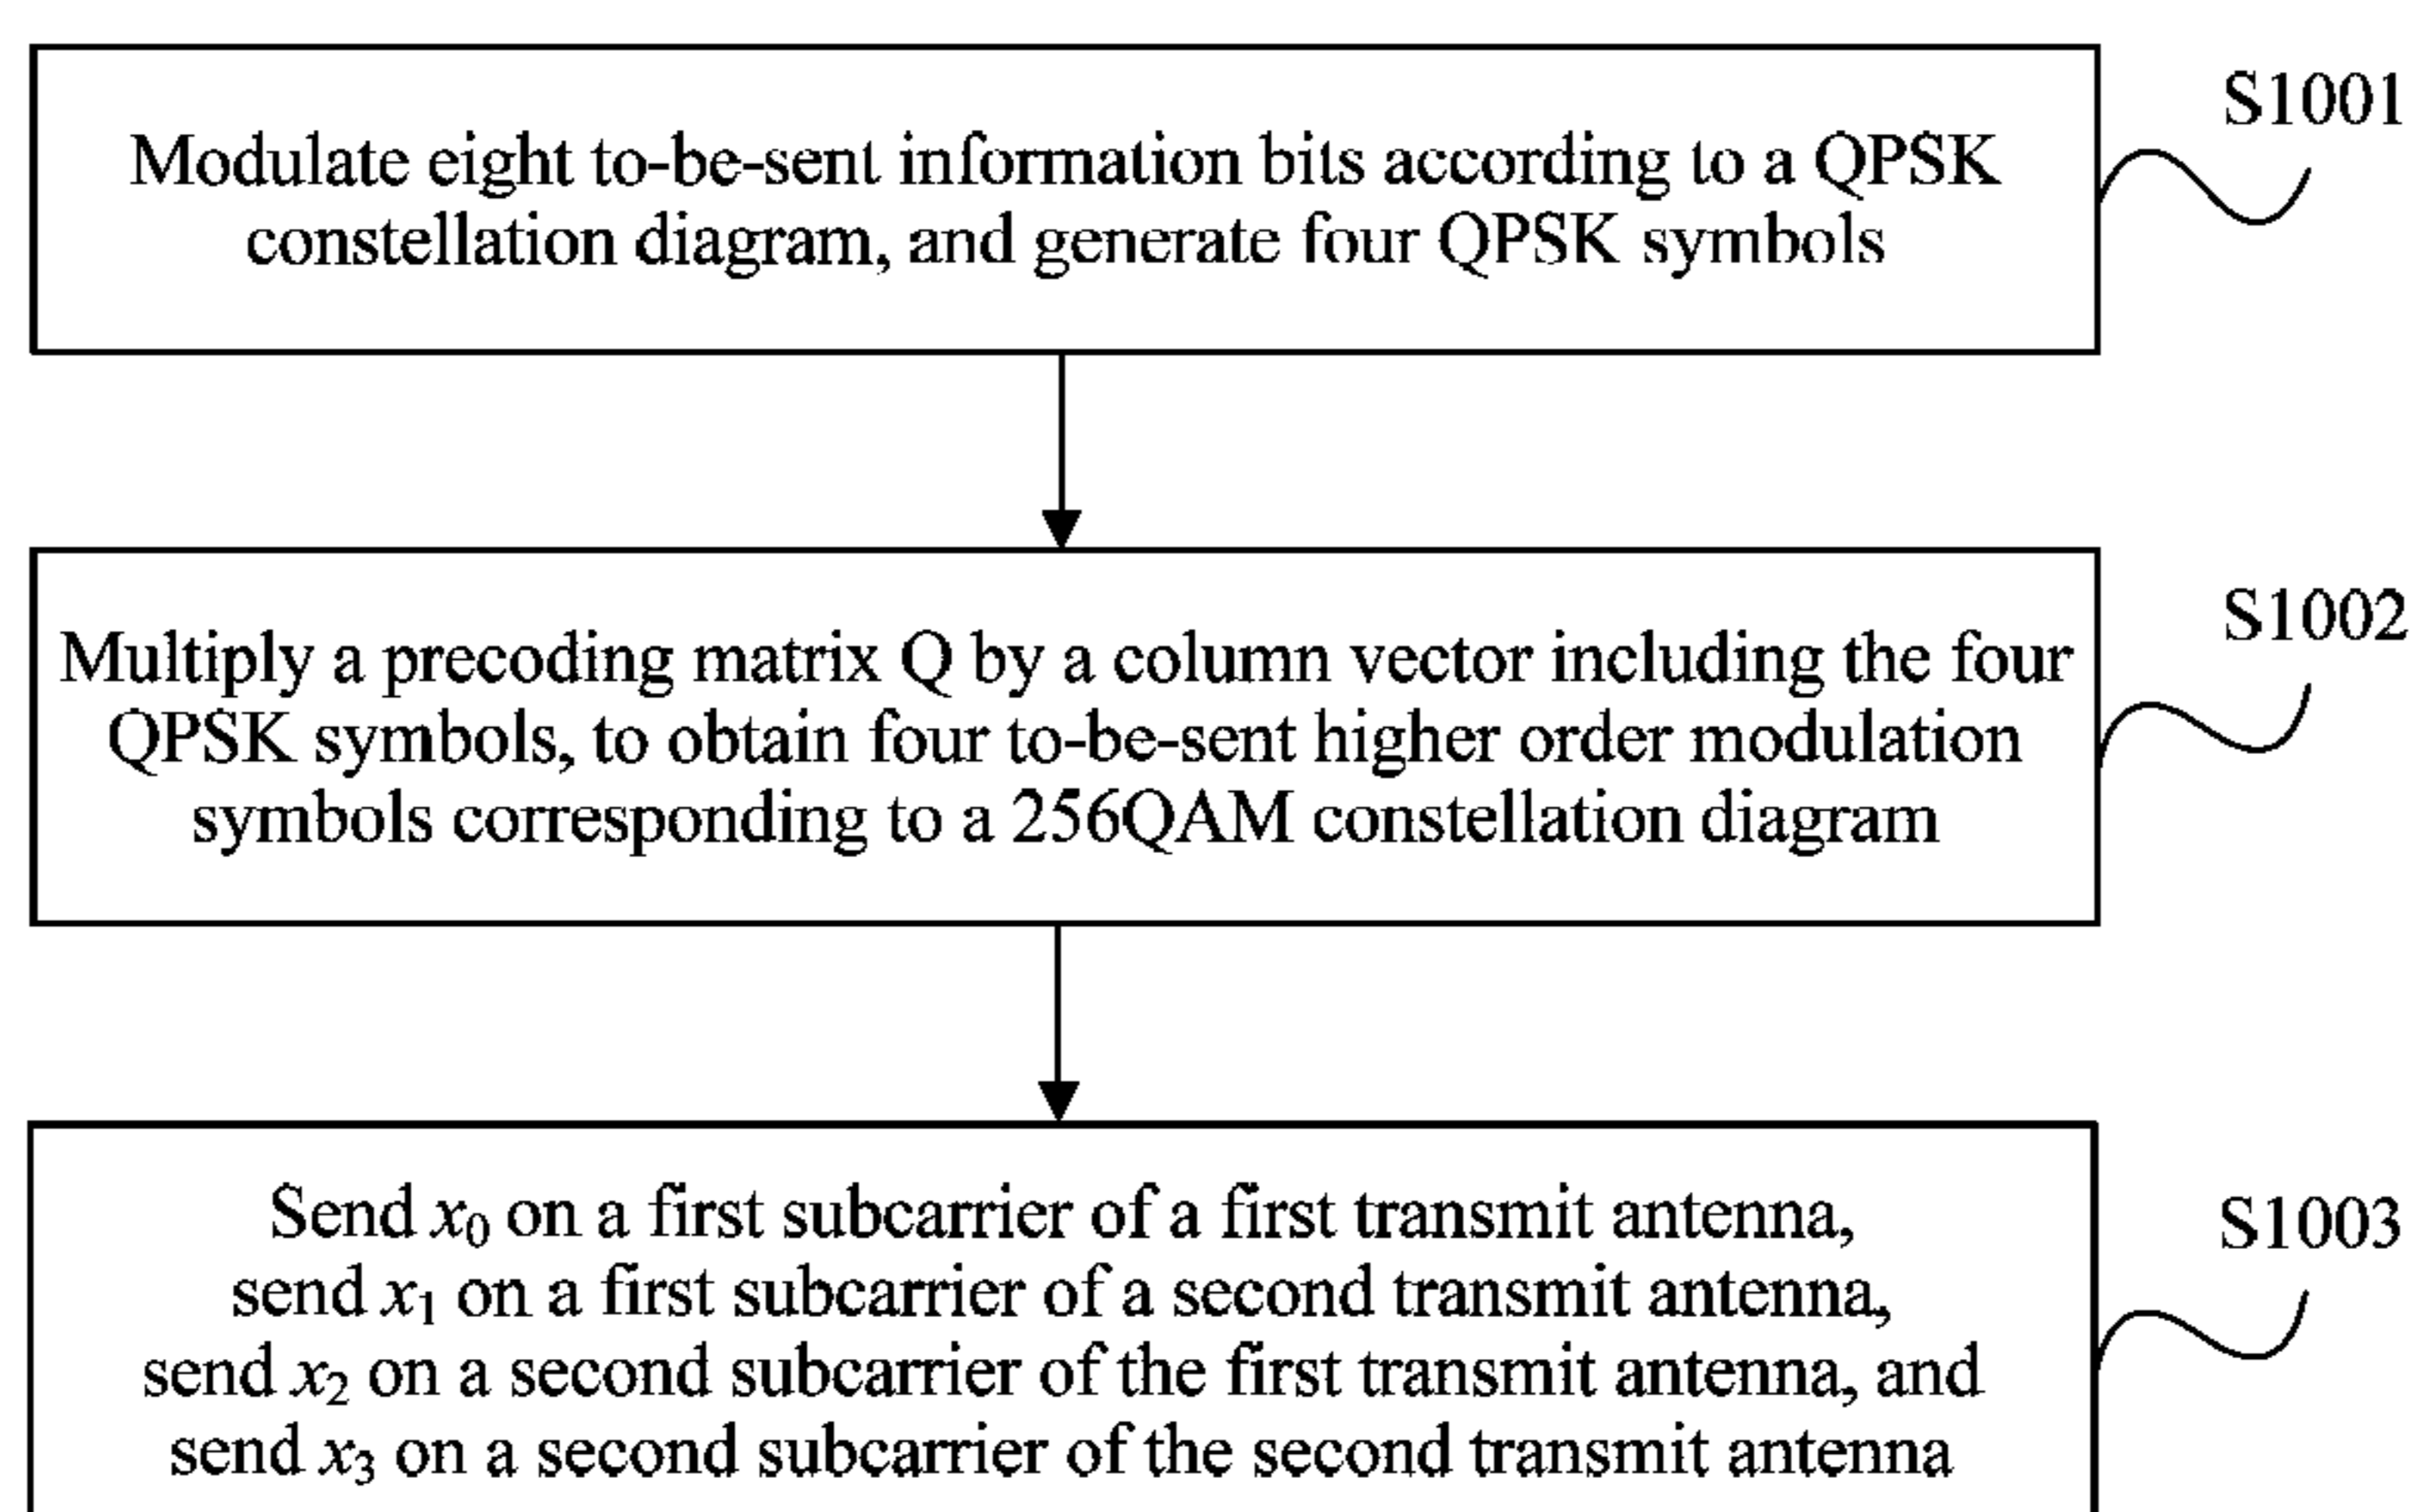 Modulate eight to-be-sent information bits according to a QPSK
constellation diagram, and generate four QPSK symbols
S1001
Multiply a precoding matrix Q by a column vector including the four
QPSK symbols, to obtain four to-be-sent higher order modulation
symbols corresponding to a 256QAM constellation diagram
S1002
Send x0 on a first subcarrier of a first transmit antenna,
send x1 on a first subcarrier of a second transmit antenna,
send x2 on a second subcarrier of the first transmit antenna, and
send x3 on a second subcarrier of the second transmit antenna
S1003